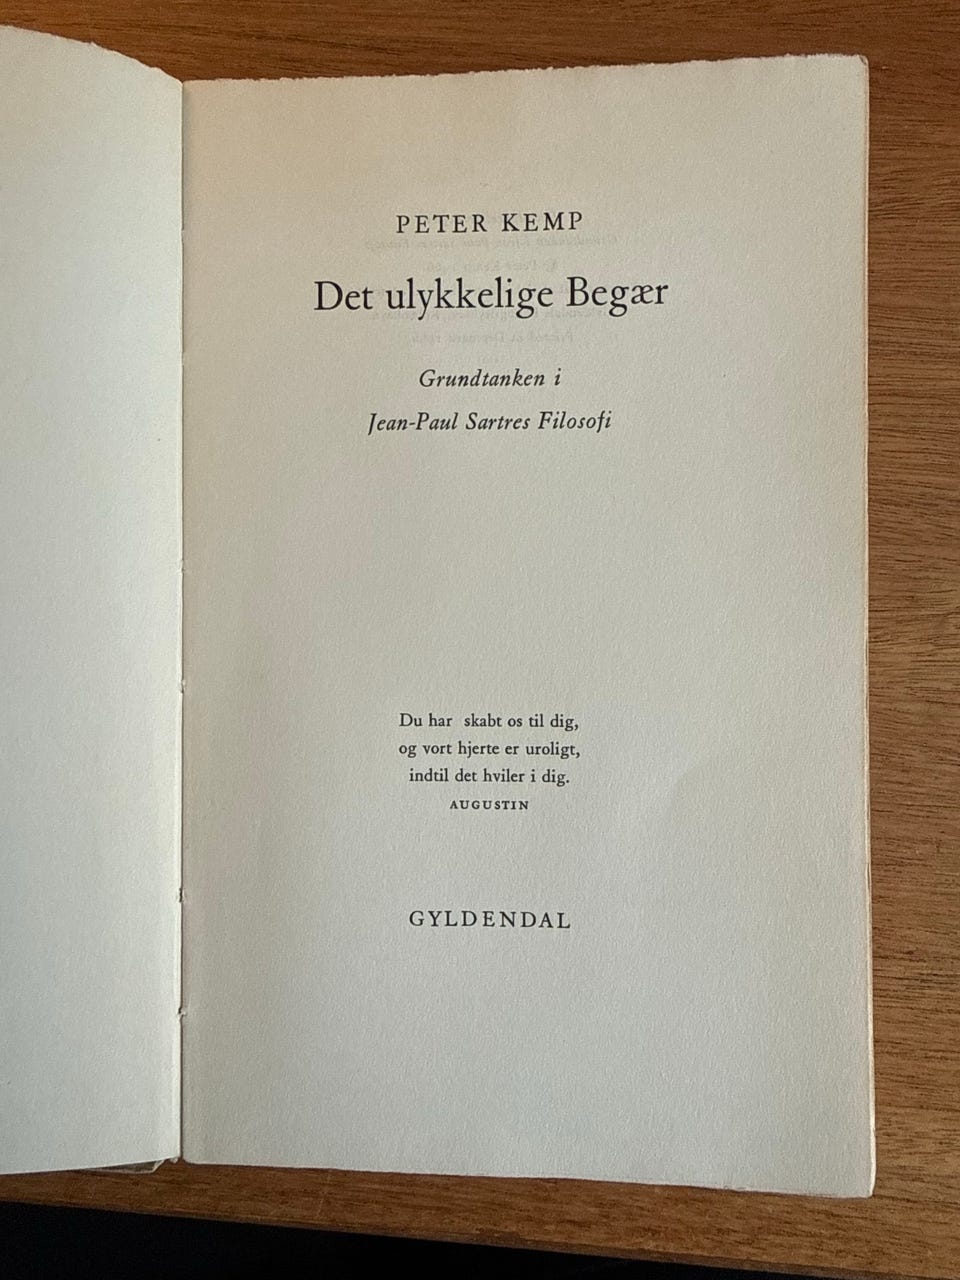 PETER KEMP
Det ulykkelige Begær
Grundtanken i
Jean-Paul Sartres Filosofi
Du har skabt os til dig,
og vort hjerte er uroligt,
indtil det hviler i dig.
AUGUSTIN
GYLDENDAL